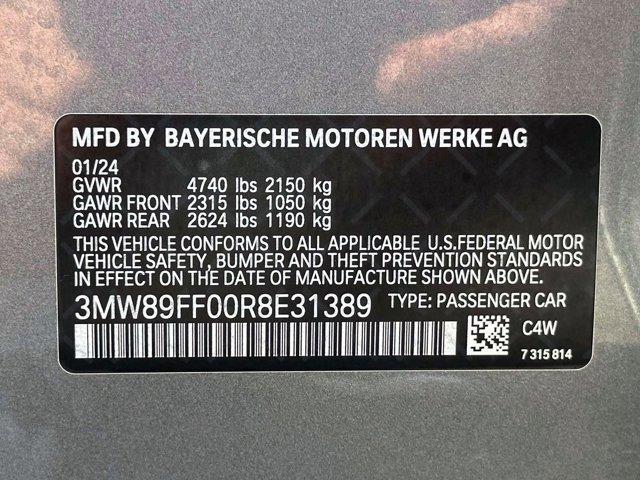 MFD BY BAYERISCHE MOTOREN WERKE AG
01/24
GVWR 4740 lbs 2150 kg
GAWR FRONT 2315 lbs 1050 kg
GAWR REAR 2624 lbs 1190 kg
THIS VEHICLE CONFORMS TO ALL APPLICABLE U.S.FEDERAL MOTOR
VEHICLE SAFETY, BUMPER AND THEFT PREVENTION STANDARDS
IN EFFECT ON THE DATE OF MANUFACTURE SHOWN ABOVE.
3MW89FF00R8E31389 TYPE: PASSENGER CAR
C4W
7 315 814